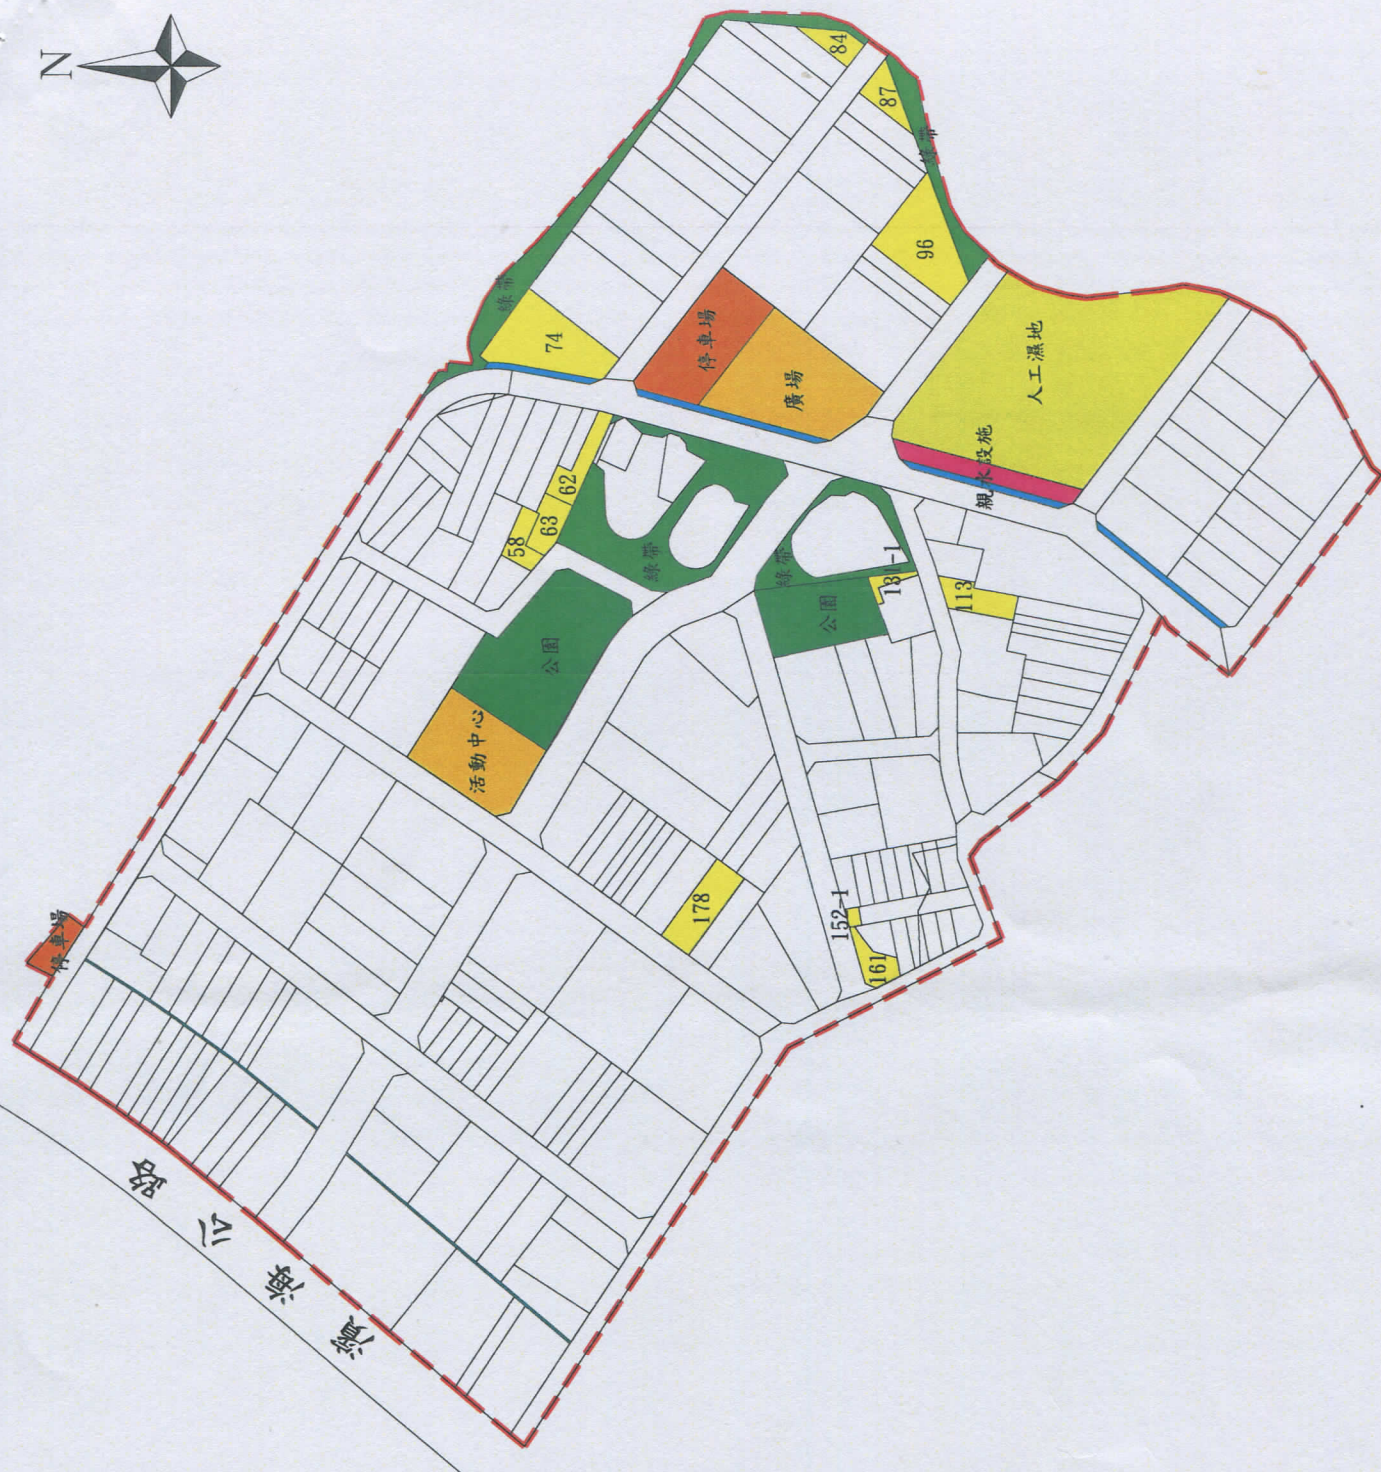 N
84
87
綠帶
96
綠帶
74
停車場
廣場
人工濕地
親水設施
62
63
58
綠帶
綠帶
131-1
113
公園
公園
活動中心
178
152-1
161
停車場
濱海公路